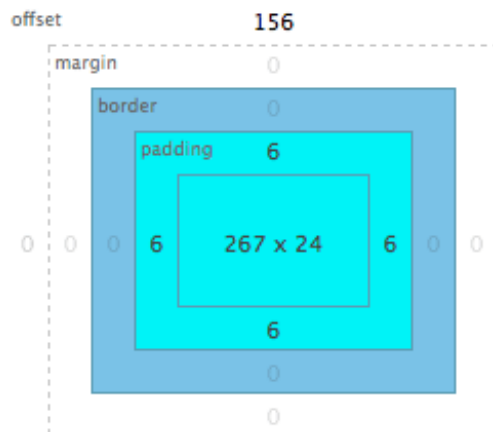 offset 156
margin 0
border 0
padding 6
0 0 0 6 267 x 24 6 0 0
6
0
0